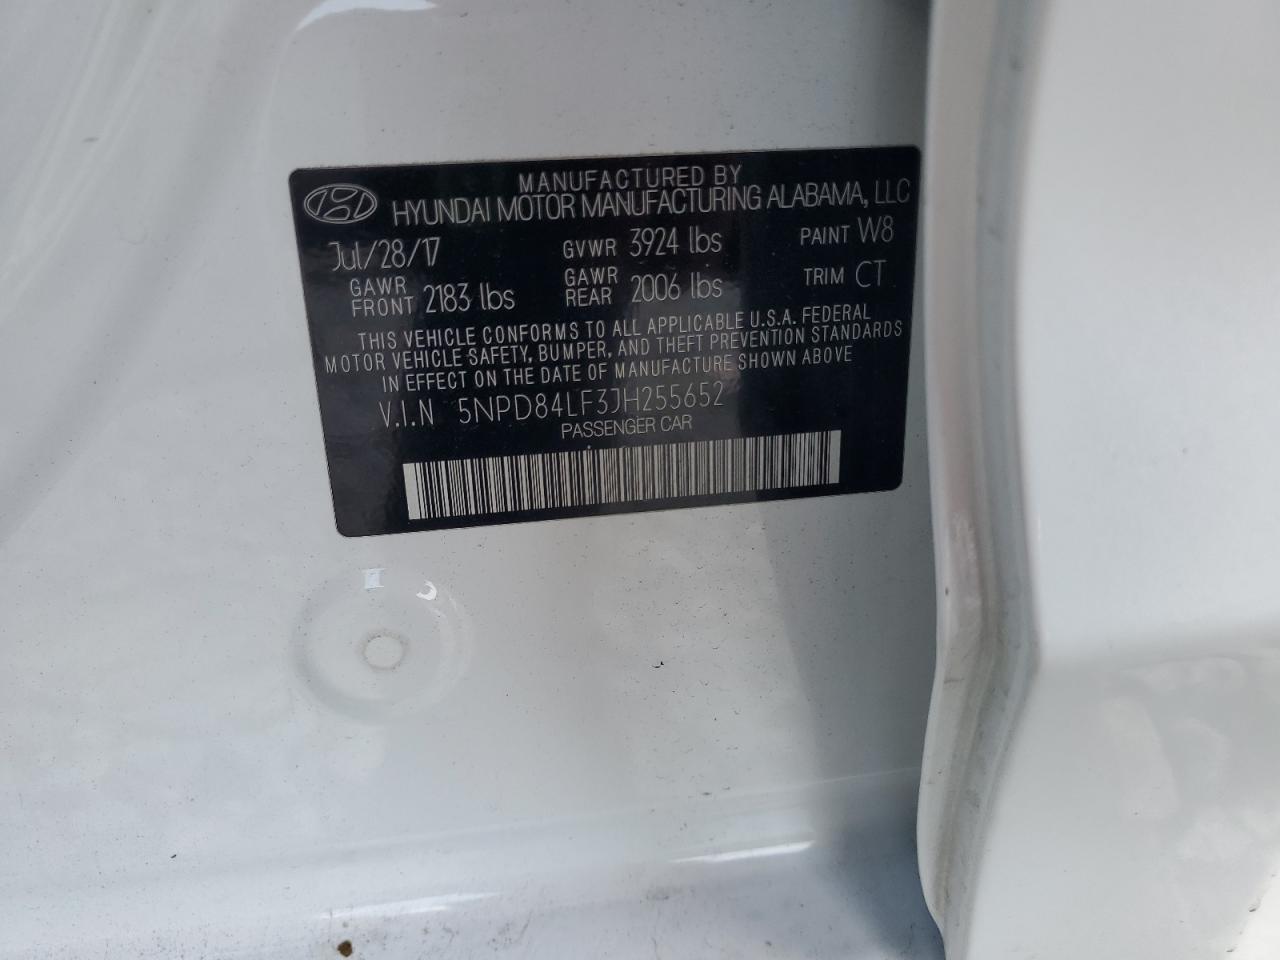 MANUFACTURED BY
HYUNDAI MOTOR MANUFACTURING ALABAMA, LLC
Jul/28/17 GVWR 3924 lbs PAINT W8
GAWR FRONT 2183 lbs GAWR REAR 2006 lbs TRIM CT
THIS VEHICLE CONFORMS TO ALL APPLICABLE U.S.A. FEDERAL
MOTOR VEHICLE SAFETY, BUMPER, AND THEFT PREVENTION STANDARDS
IN EFFECT ON THE DATE OF MANUFACTURE SHOWN ABOVE
V.I.N 5NPD84LF3JH255652
PASSENGER CAR